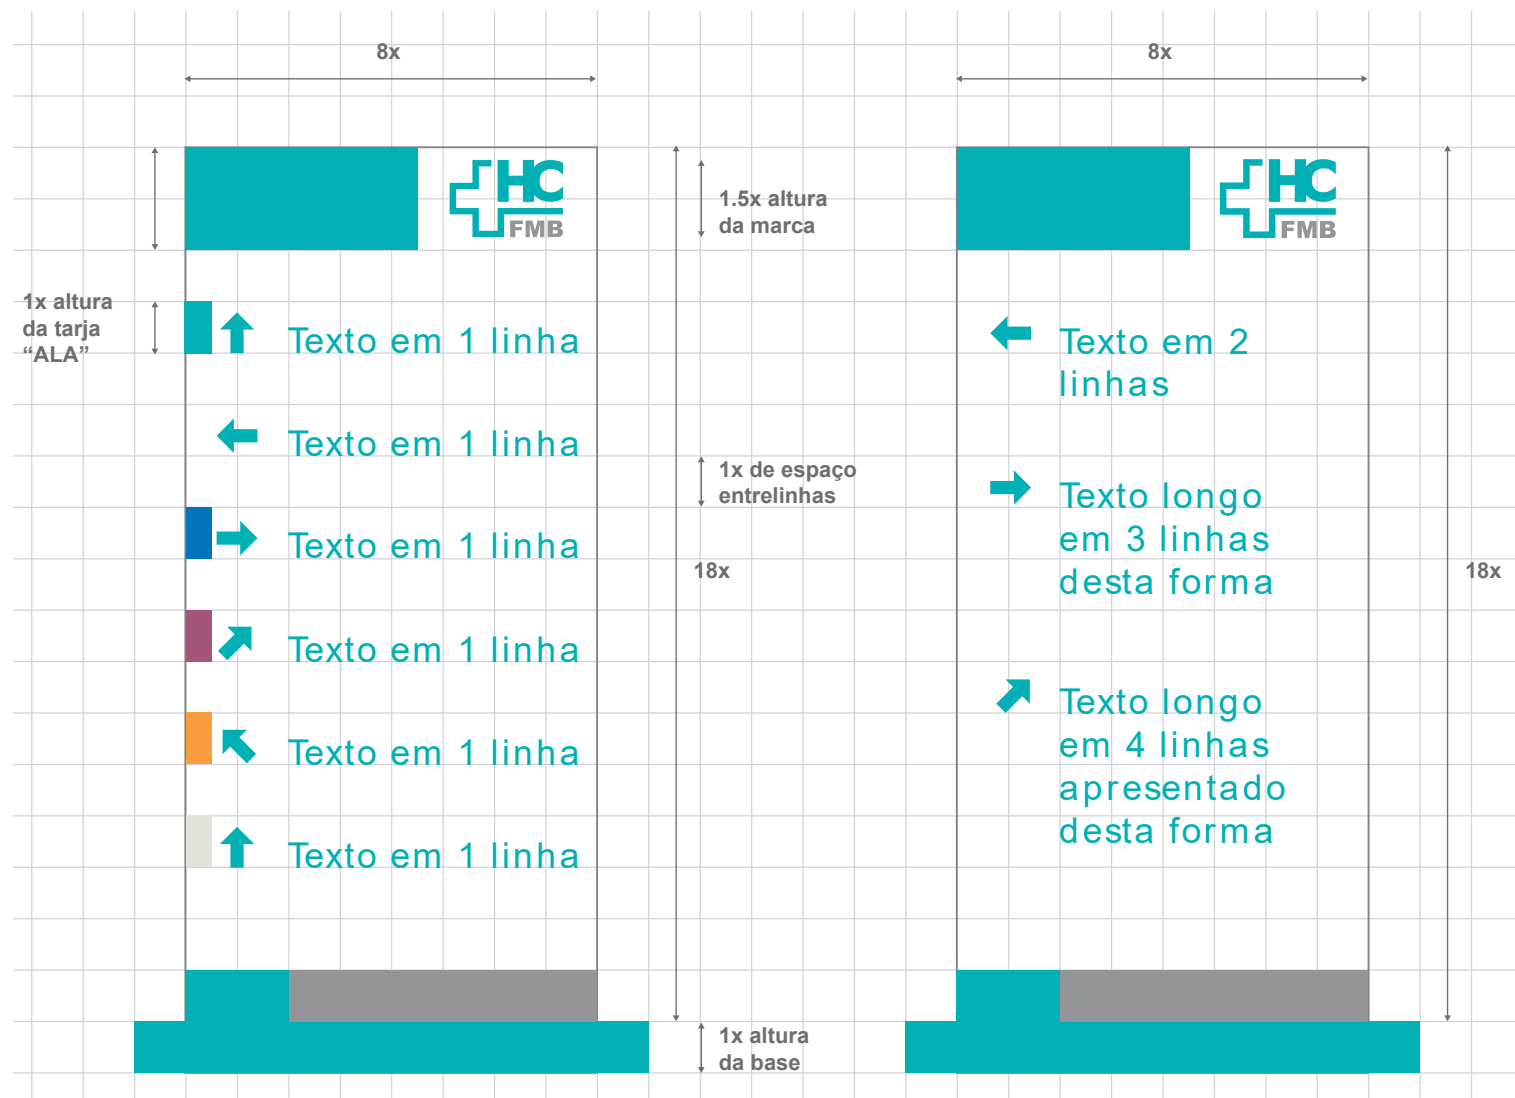 8x
8x
HC
FMB
1.5x altura
da marca
HC
FMB
1x altura
da tarja
“ALA”
Texto em 1 linha
Texto em 1 linha
Texto em 1 linha
Texto em 1 linha
Texto em 1 linha
Texto em 1 linha
1x de espaço
entrelinhas
18x
1x altura
da base
Texto em 2
linhas
Texto longo
em 3 linhas
desta forma
Texto longo
em 4 linhas
apresentado
desta forma
18x